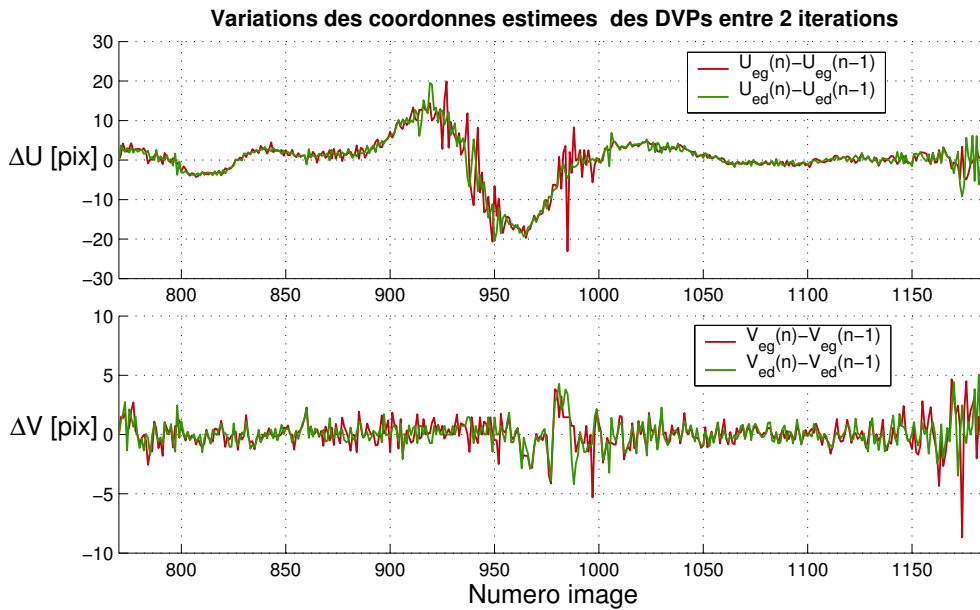 Variations des coordonnes estimees  des DVPs entre 2 iterations
30
20
10
0
−10
−20
−30
ΔU [pix]
U_eg(n)−U_eg(n−1)
U_ed(n)−U_ed(n−1)
800 850 900 950 1000 1050 1100 1150
10
5
0
−5
−10
ΔV [pix]
V_eg(n)−V_eg(n−1)
V_ed(n)−V_ed(n−1)
800 850 900 950 1000 1050 1100 1150
Numero image